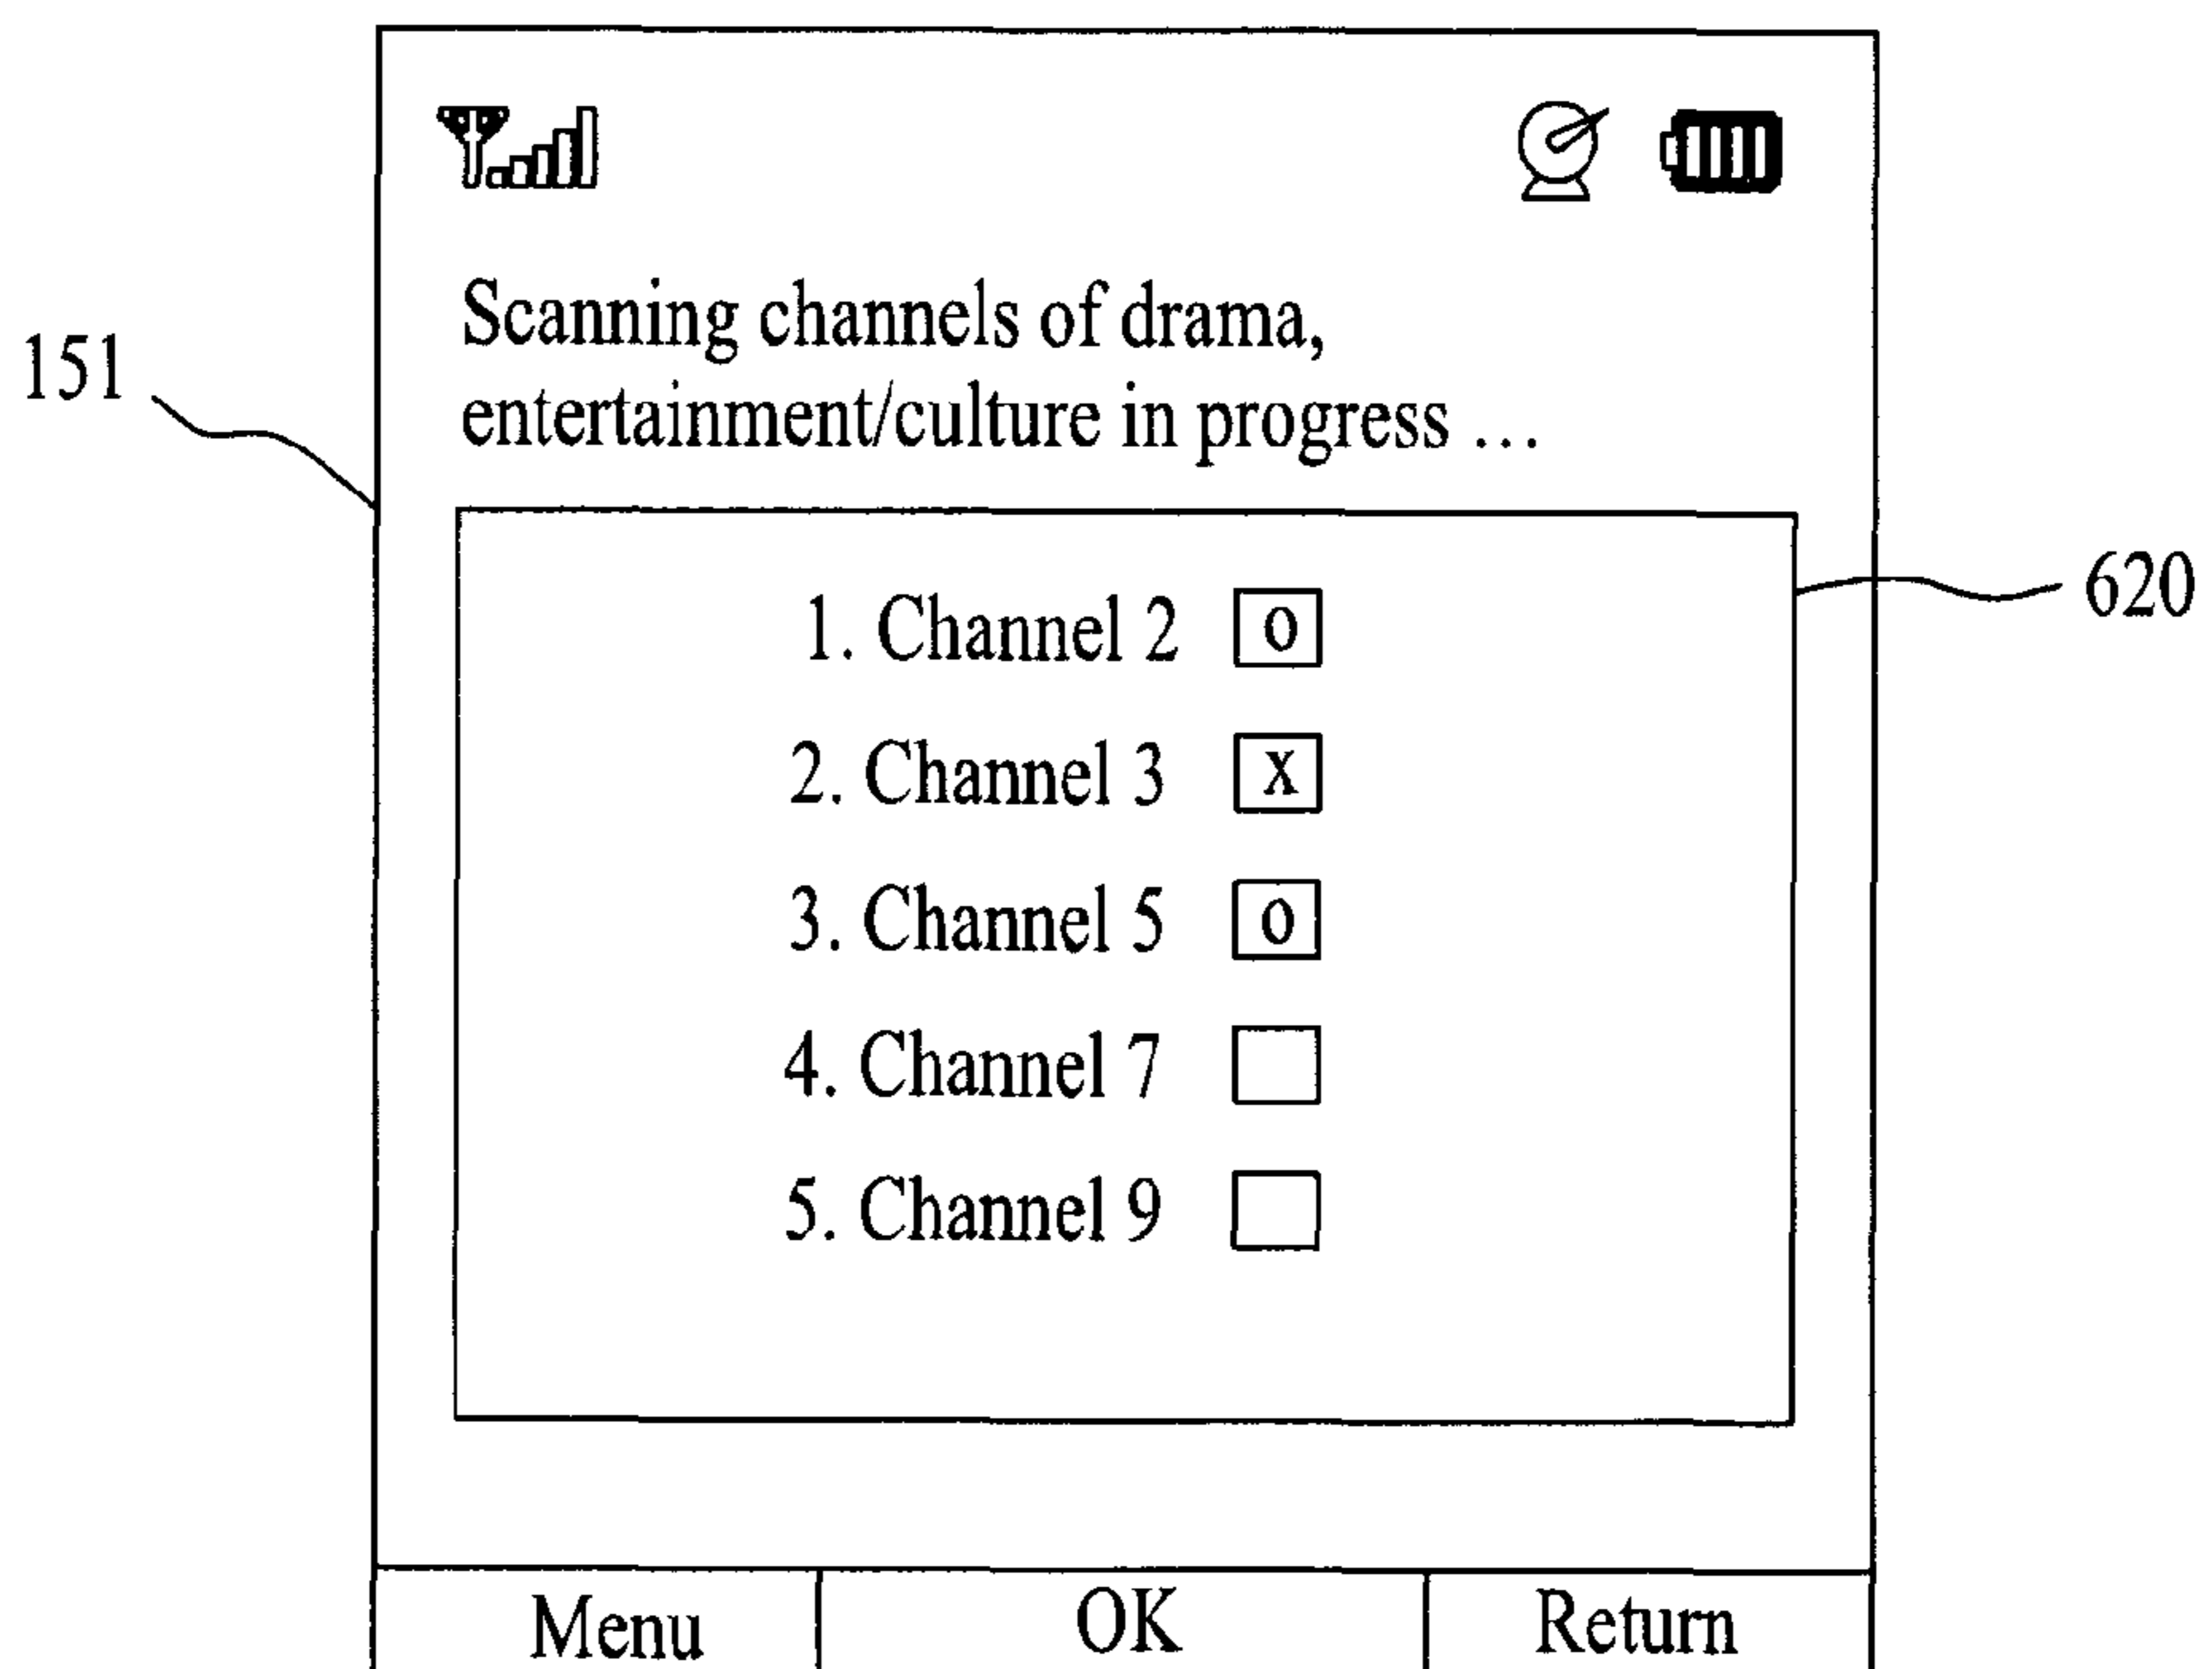 Scanning channels of drama,
entertainment/culture in progress ...
151
620
1. Channel 2 o
2. Channel 3 x
3. Channel 5 o
4. Channel 7
5. Channel 9
Menu OK Return